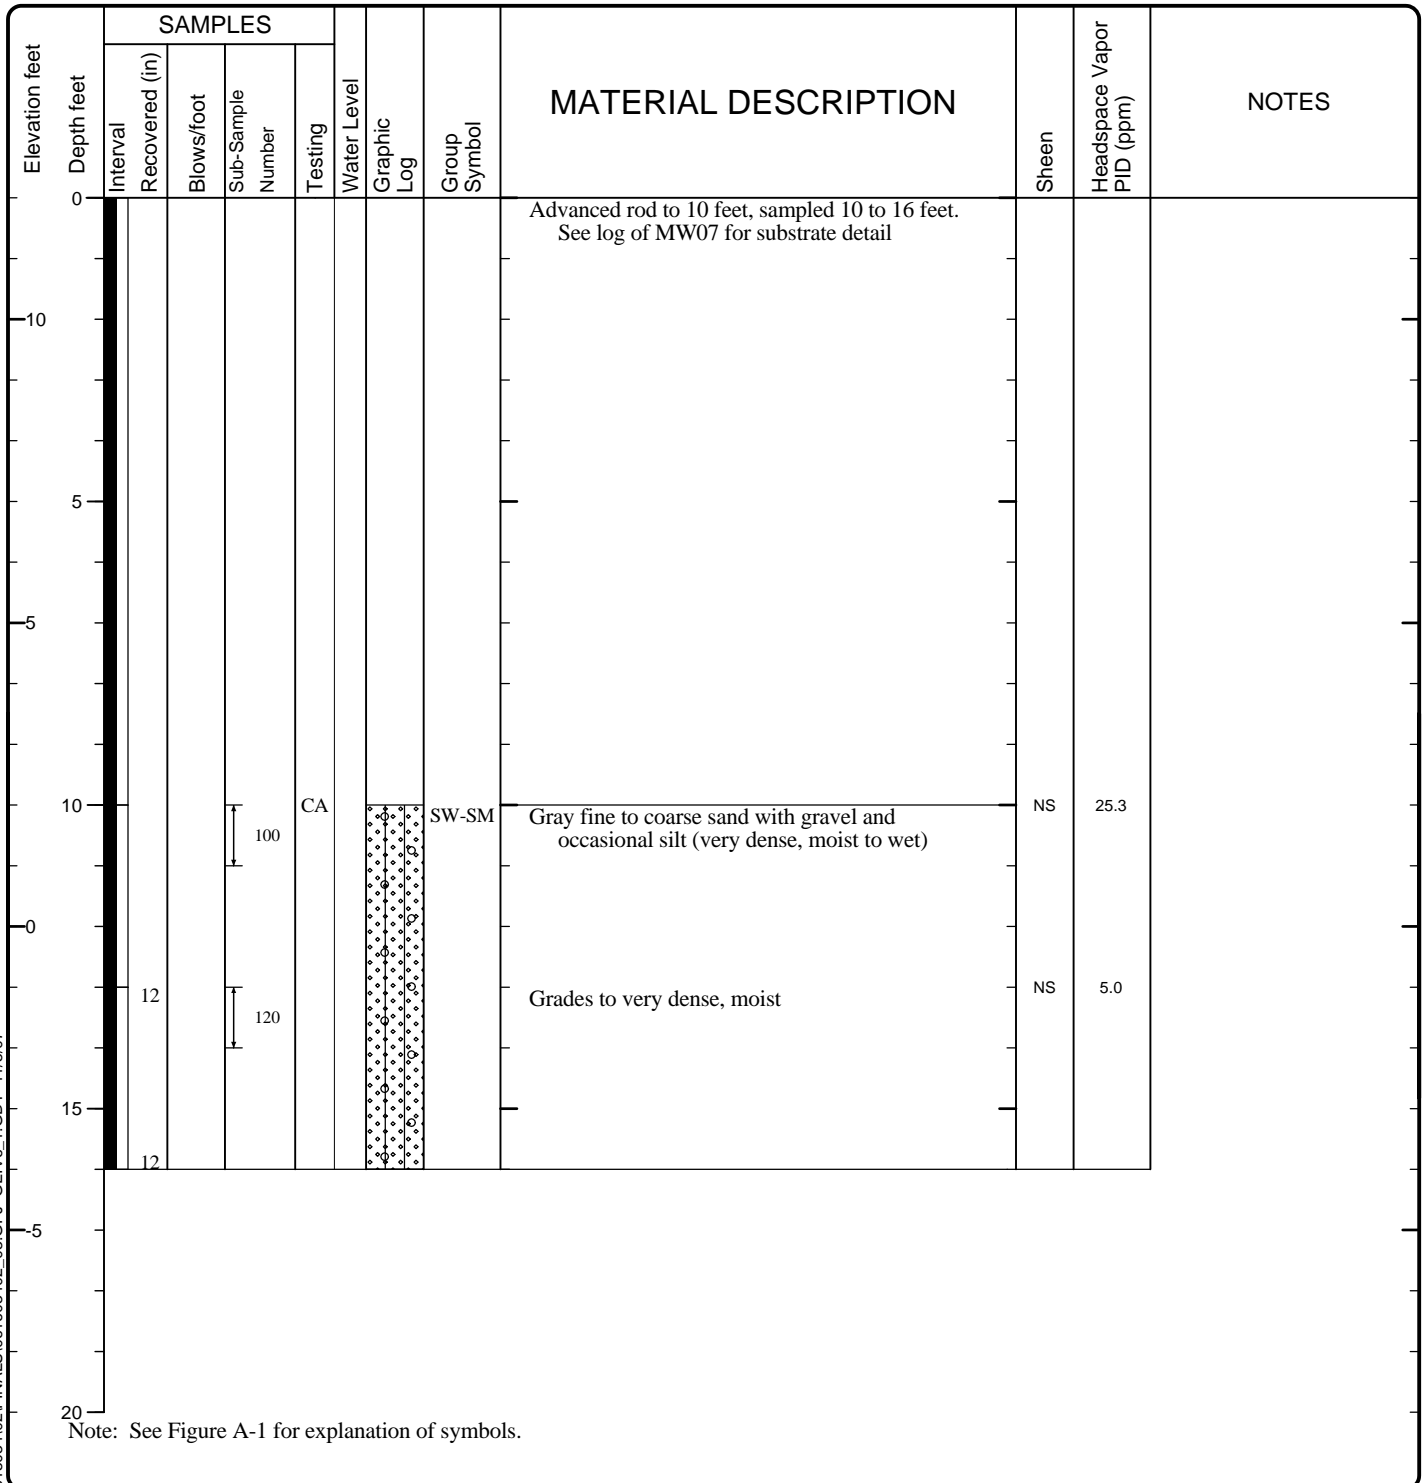 SAMPLES
Elevation feet
Depth feet
Interval
Recovered (in)
Blows/foot
Sub-Sample
Number
Testing
Water Level
Graphic
Log
Group
Symbol
MATERIAL DESCRIPTION
Sheen
Headspace Vapor
PID (ppm)
NOTES
0
Advanced rod to 10 feet, sampled 10 to 16 feet.
See log of MW07 for substrate detail
10
5
5
10
CA
SW-SM
Gray fine to coarse sand with gravel and
occasional silt (very dense, moist to wet)
NS
25.3
100
0
12
120
Grades to very dense, moist
NS
5.0
15
12
-5
20
Note: See Figure A-1 for explanation of symbols.